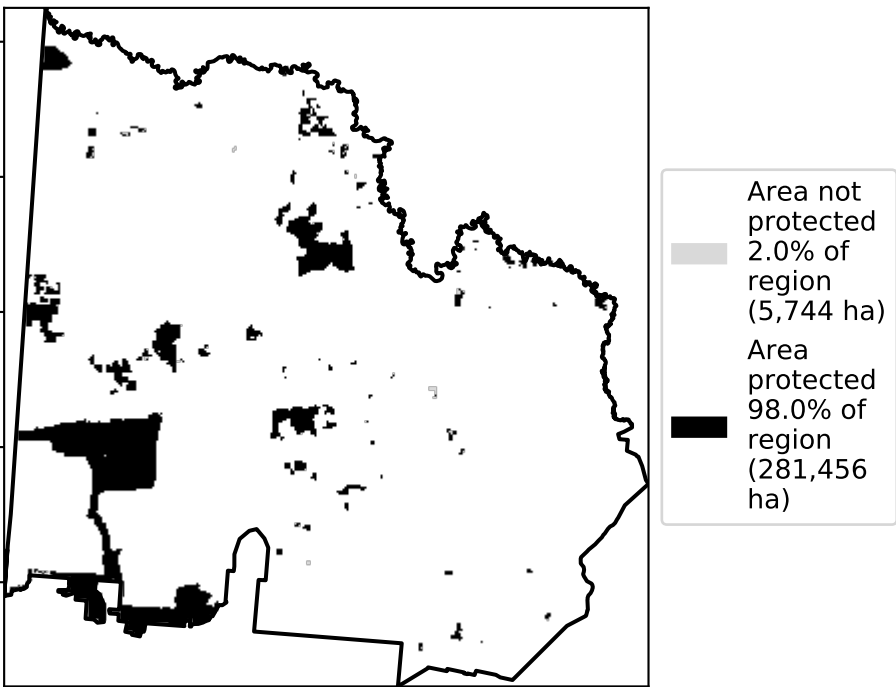 Area not
protected
2.0% of
region
(5,744 ha)
Area
protected
98.0% of
region
(281,456
ha)